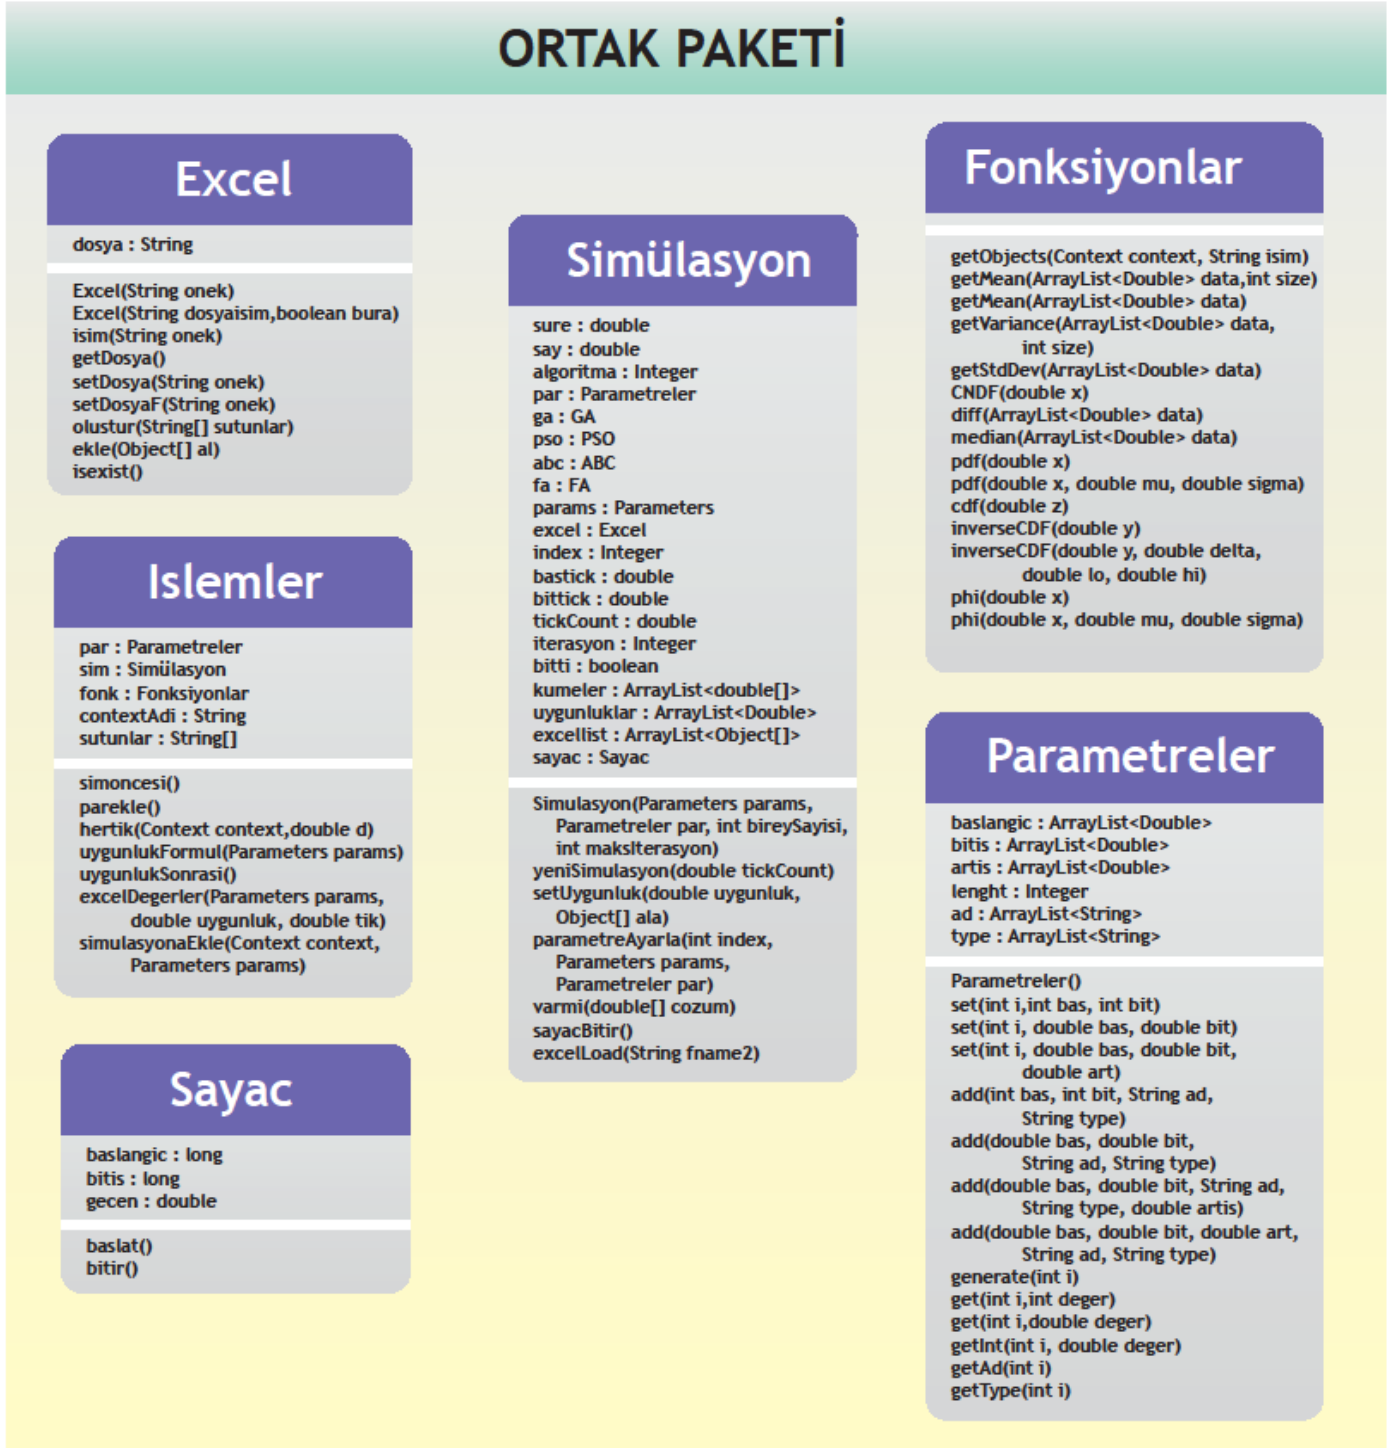 ORTAK PAKETİ
Excel
dosya : String
Excel(String onek)
Excel(String dosyaisim,boolean bura)
isim(String onek)
getDosya()
setDosya(String onek)
setDosyaF(String onek)
olustur(String[] sutunlar)
ekle(Object[] al)
isexist()
Islemler
par : Parametreler
sim : Simülasyon
fonk : Fonksiyonlar
contextAdi : String
sutunlar : String[]
simoncesi()
parekle()
hertik(Context context,double d)
uygunlukFormul(Parameters params)
uygunlukSonrasi()
excelDegerler(Parameters params,
double uygunluk, double tik)
simulasyonaEkle(Context context,
Parameters params)
Sayac
baslangic : long
bitis : long
gecen : double
baslat()
bitir()
Simülasyon
sure : double
say : double
algoritma : Integer
par : Parametreler
ga : GA
pso : PSO
abc : ABC
fa : FA
params : Parameters
excel : Excel
index : Integer
bastick : double
bittick : double
tickCount : double
iterasyon : Integer
bitti : boolean
kumeler : ArrayList<double[]>
uygunluklar : ArrayList<Double>
excellist : ArrayList<Object[]>
sayac : Sayac
Simulasyon(Parameters params,
Parametreler par, int bireySayisi,
int maksIterasyon)
yeniSimulasyon(double tickCount)
setUygunluk(double uygunluk,
Object[] ala)
parametreAyarla(int index,
Parameters params,
Parametreler par)
varmi(double[] cozum)
sayacBitir()
excelLoad(String fname2)
Fonksiyonlar
getObjects(Context context, String isim)
getMean(ArrayList<Double> data,int size)
getMean(ArrayList<Double> data)
getVariance(ArrayList<Double> data,
int size)
getStdDev(ArrayList<Double> data)
CNDF(double x)
diff(ArrayList<Double> data)
median(ArrayList<Double> data)
pdf(double x)
pdf(double x, double mu, double sigma)
cdf(double z)
inverseCDF(double y)
inverseCDF(double y, double delta,
double lo, double hi)
phi(double x)
phi(double x, double mu, double sigma)
Parametreler
baslangic : ArrayList<Double>
bitis : ArrayList<Double>
artis : ArrayList<Double>
lenght : Integer
ad : ArrayList<String>
type : ArrayList<String>
Parametreler()
set(int i,int bas, int bit)
set(int i, double bas, double bit)
set(int i, double bas, double bit,
double art)
add(int bas, int bit, String ad,
String type)
add(double bas, double bit,
String ad, String type)
add(double bas, double bit, String ad,
String type, double artis)
add(double bas, double bit, double art,
String ad, String type)
generate(int i)
get(int i,int deger)
get(int i,double deger)
getInt(int i, double deger)
getAd(int i)
getType(int i)